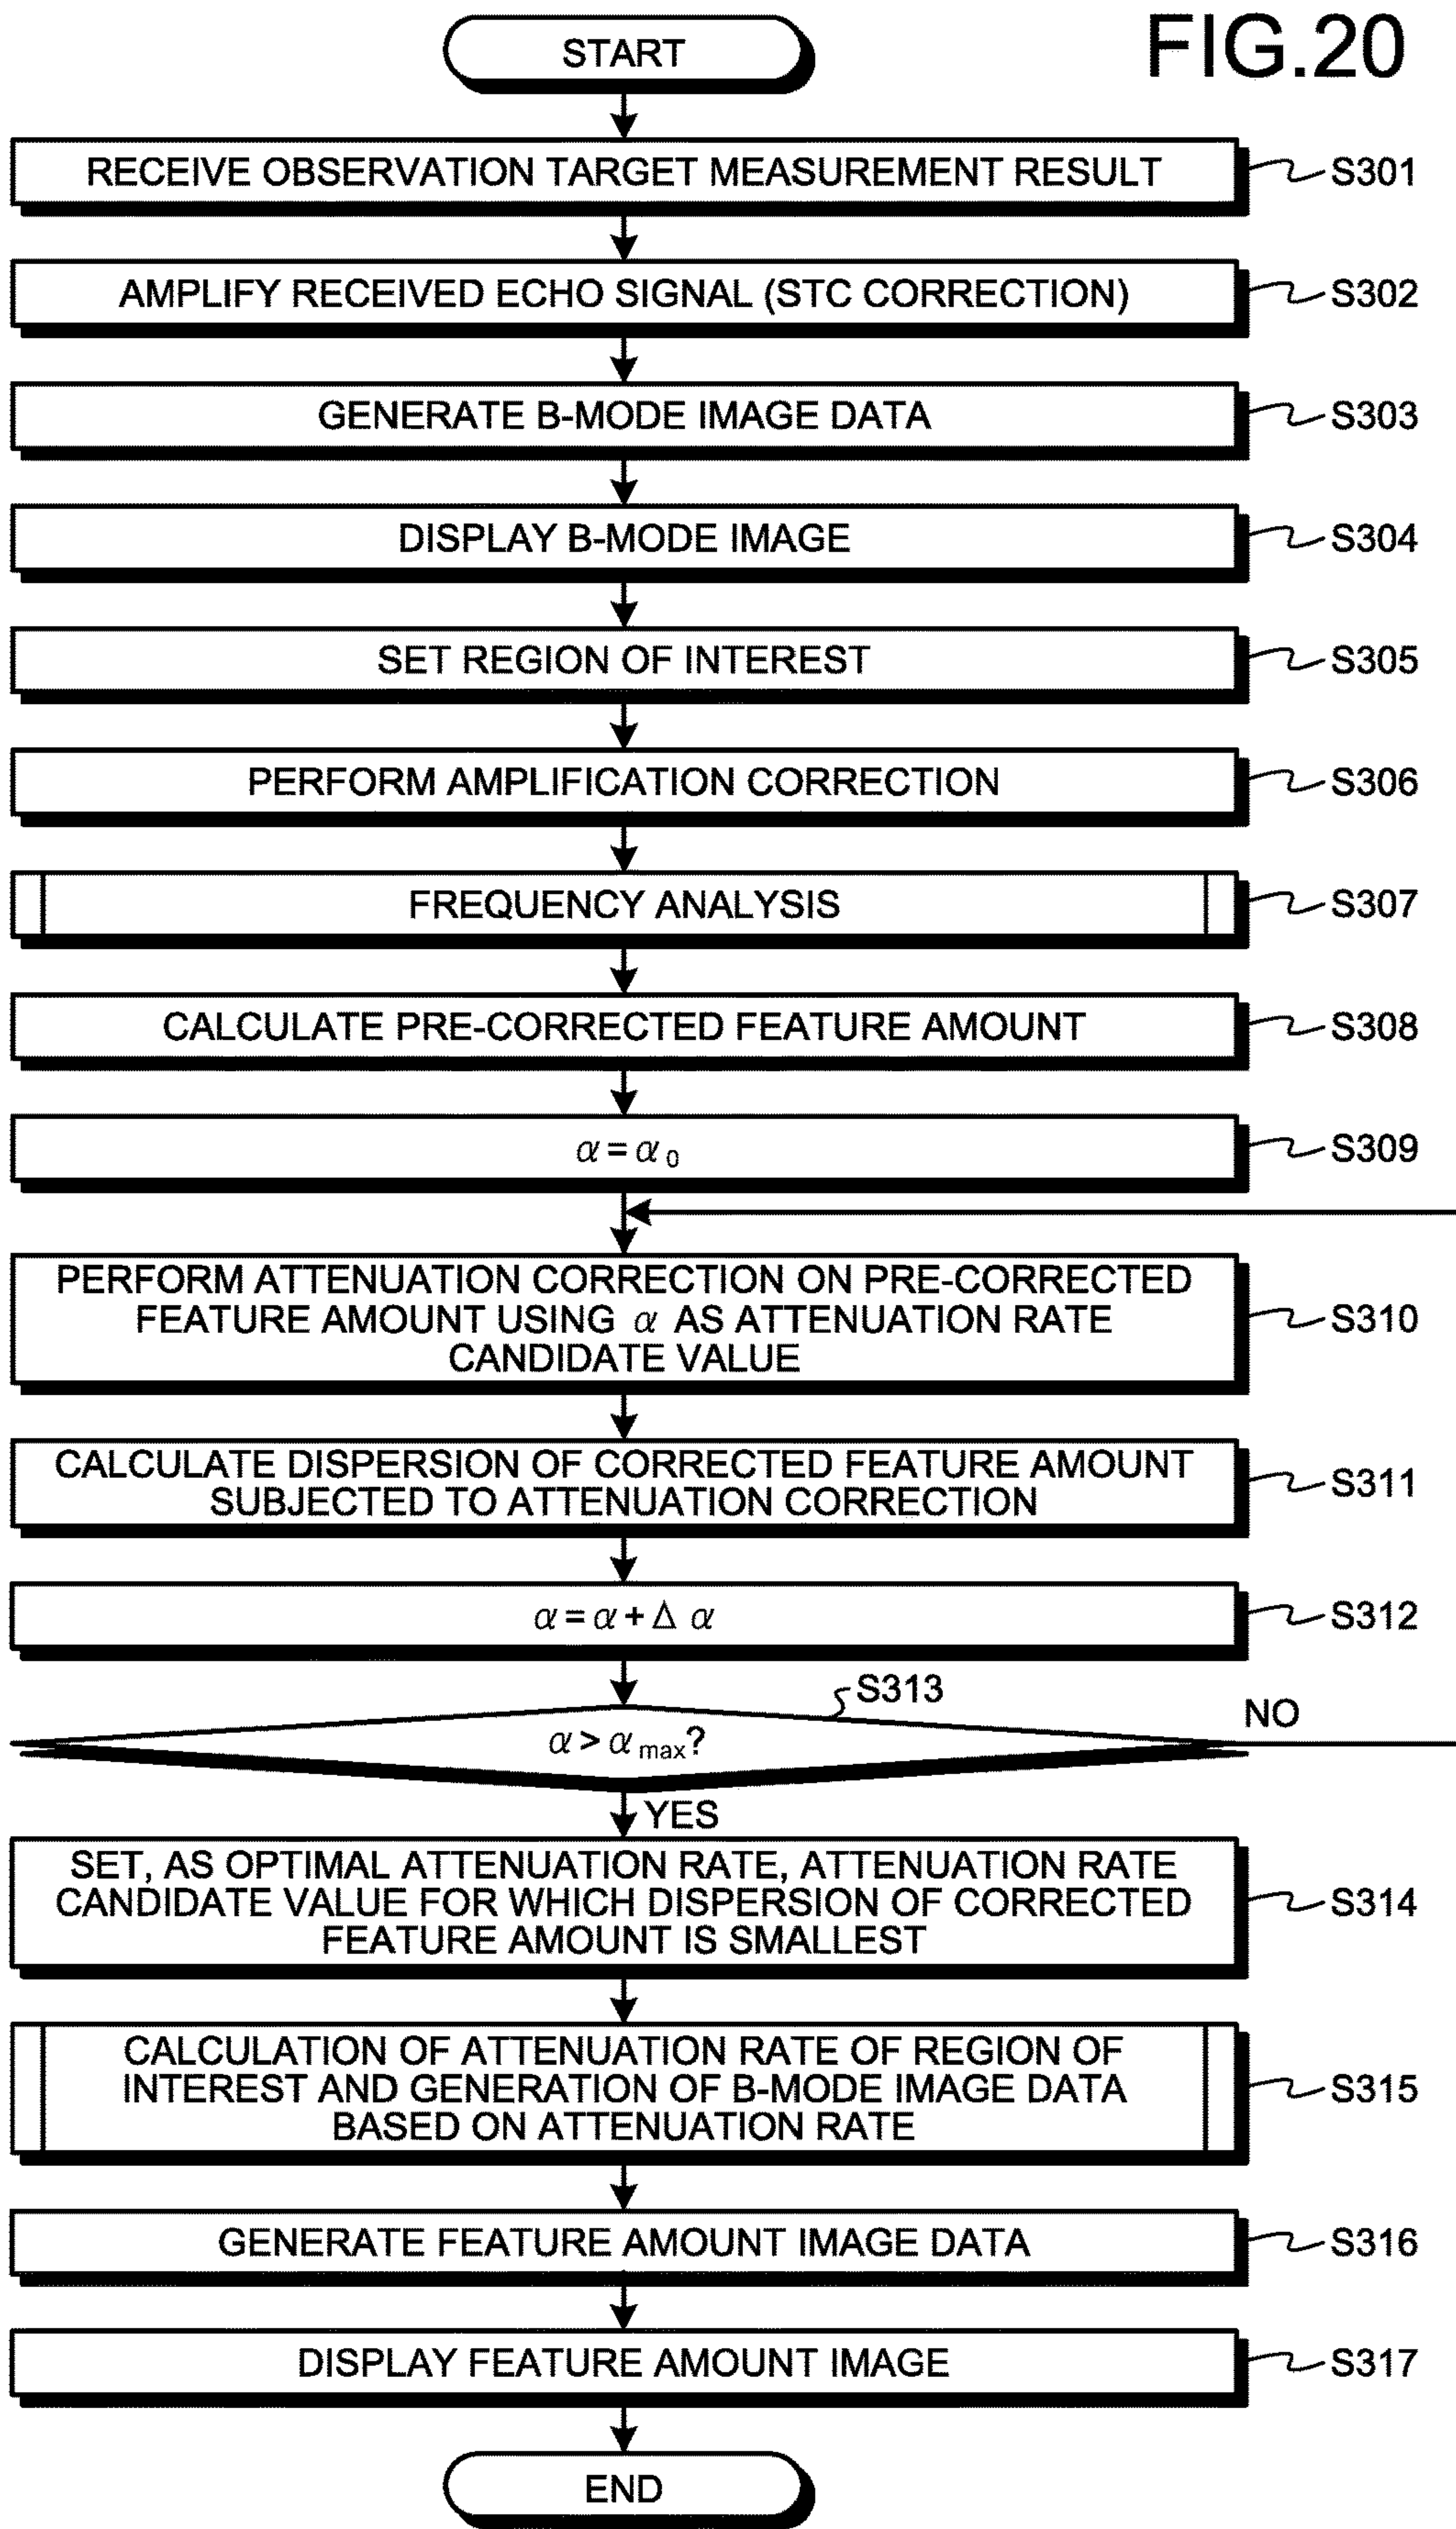 FIG.20
START
RECEIVE OBSERVATION TARGET MEASUREMENT RESULT
S301
AMPLIFY RECEIVED ECHO SIGNAL (STC CORRECTION)
S302
GENERATE B-MODE IMAGE DATA
S303
DISPLAY B-MODE IMAGE
S304
SET REGION OF INTEREST
S305
PERFORM AMPLIFICATION CORRECTION
S306
FREQUENCY ANALYSIS
S307
CALCULATE PRE-CORRECTED FEATURE AMOUNT
S308
α = α₀
S309
PERFORM ATTENUATION CORRECTION ON PRE-CORRECTED
FEATURE AMOUNT USING α AS ATTENUATION RATE
CANDIDATE VALUE
S310
CALCULATE DISPERSION OF CORRECTED FEATURE AMOUNT
SUBJECTED TO ATTENUATION CORRECTION
S311
α = α + Δ α
S312
S313
α > αmax?
NO
YES
SET, AS OPTIMAL ATTENUATION RATE, ATTENUATION RATE
CANDIDATE VALUE FOR WHICH DISPERSION OF CORRECTED
FEATURE AMOUNT IS SMALLEST
S314
CALCULATION OF ATTENUATION RATE OF REGION OF
INTEREST AND GENERATION OF B-MODE IMAGE DATA
BASED ON ATTENUATION RATE
S315
GENERATE FEATURE AMOUNT IMAGE DATA
S316
DISPLAY FEATURE AMOUNT IMAGE
S317
END